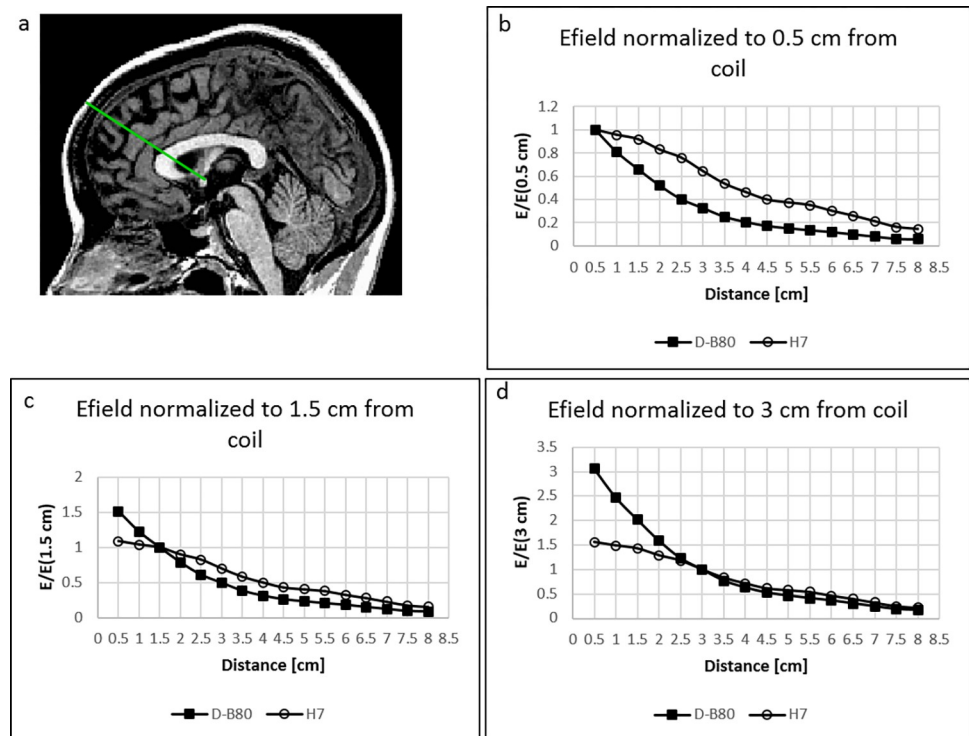 a
b
Efield normalized to 0.5 cm from
coil
E/E(0.5 cm)
1.2
1
0.8
0.6
0.4
0.2
0
0 0.5 1 1.5 2 2.5 3 3.5 4 4.5 5 5.5 6 6.5 7 7.5 8 8.5
Distance [cm]
D-B80 H7
c
Efield normalized to 1.5 cm from
coil
E/E(1.5 cm)
2
1.5
1
0.5
0
0 0.5 1 1.5 2 2.5 3 3.5 4 4.5 5 5.5 6 6.5 7 7.5 8 8.5
Distance [cm]
D-B80 H7
d
Efield normalized to 3 cm from coil
E/E(3 cm)
3.5
3
2.5
2
1.5
1
0.5
0
0 0.5 1 1.5 2 2.5 3 3.5 4 4.5 5 5.5 6 6.5 7 7.5 8 8.5
Distance [cm]
D-B80 H7